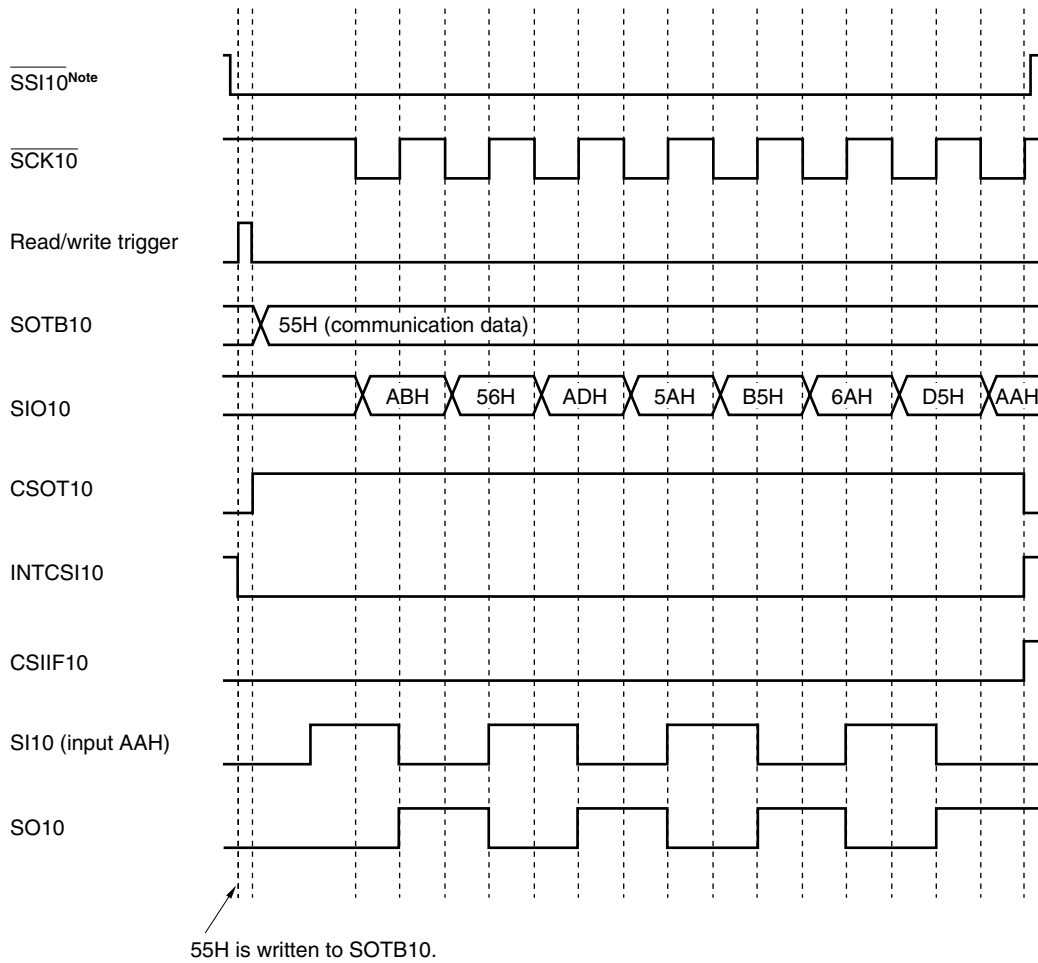 SSI10Note
SCK10
Read/write trigger
SOTB10
55H (communication data)
SIO10
ABH 56H ADH 5AH B5H 6AH D5H AAH
CSOT10
INTCSI10
CSIIF10
SI10 (input AAH)
SO10
55H is written to SOTB10.